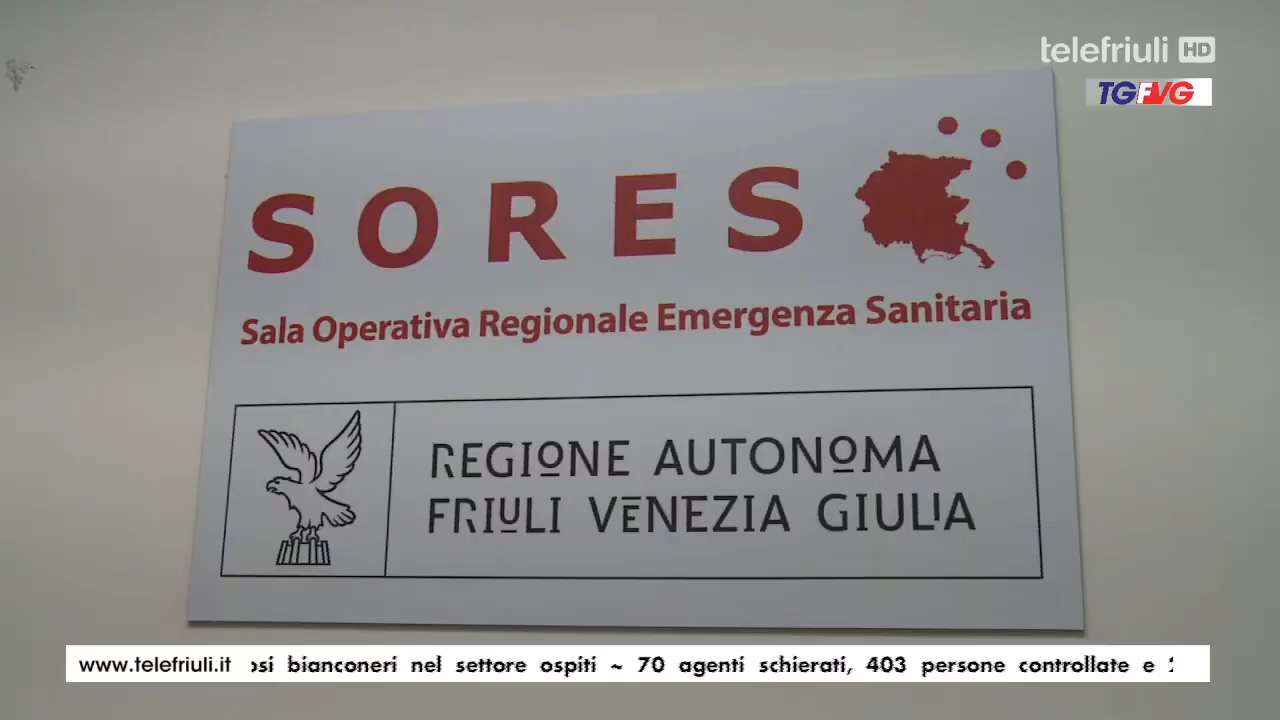 telefriuli HD
TGFVG
SORES
Sala Operativa Regionale Emergenza Sanitaria
REGIONE AUTONOMA
FRIULI VENEZIA GIULIA
www.telefriuli.it bianconeri nel settore ospiti ~ 70 agenti schierati, 403 persone controllate e